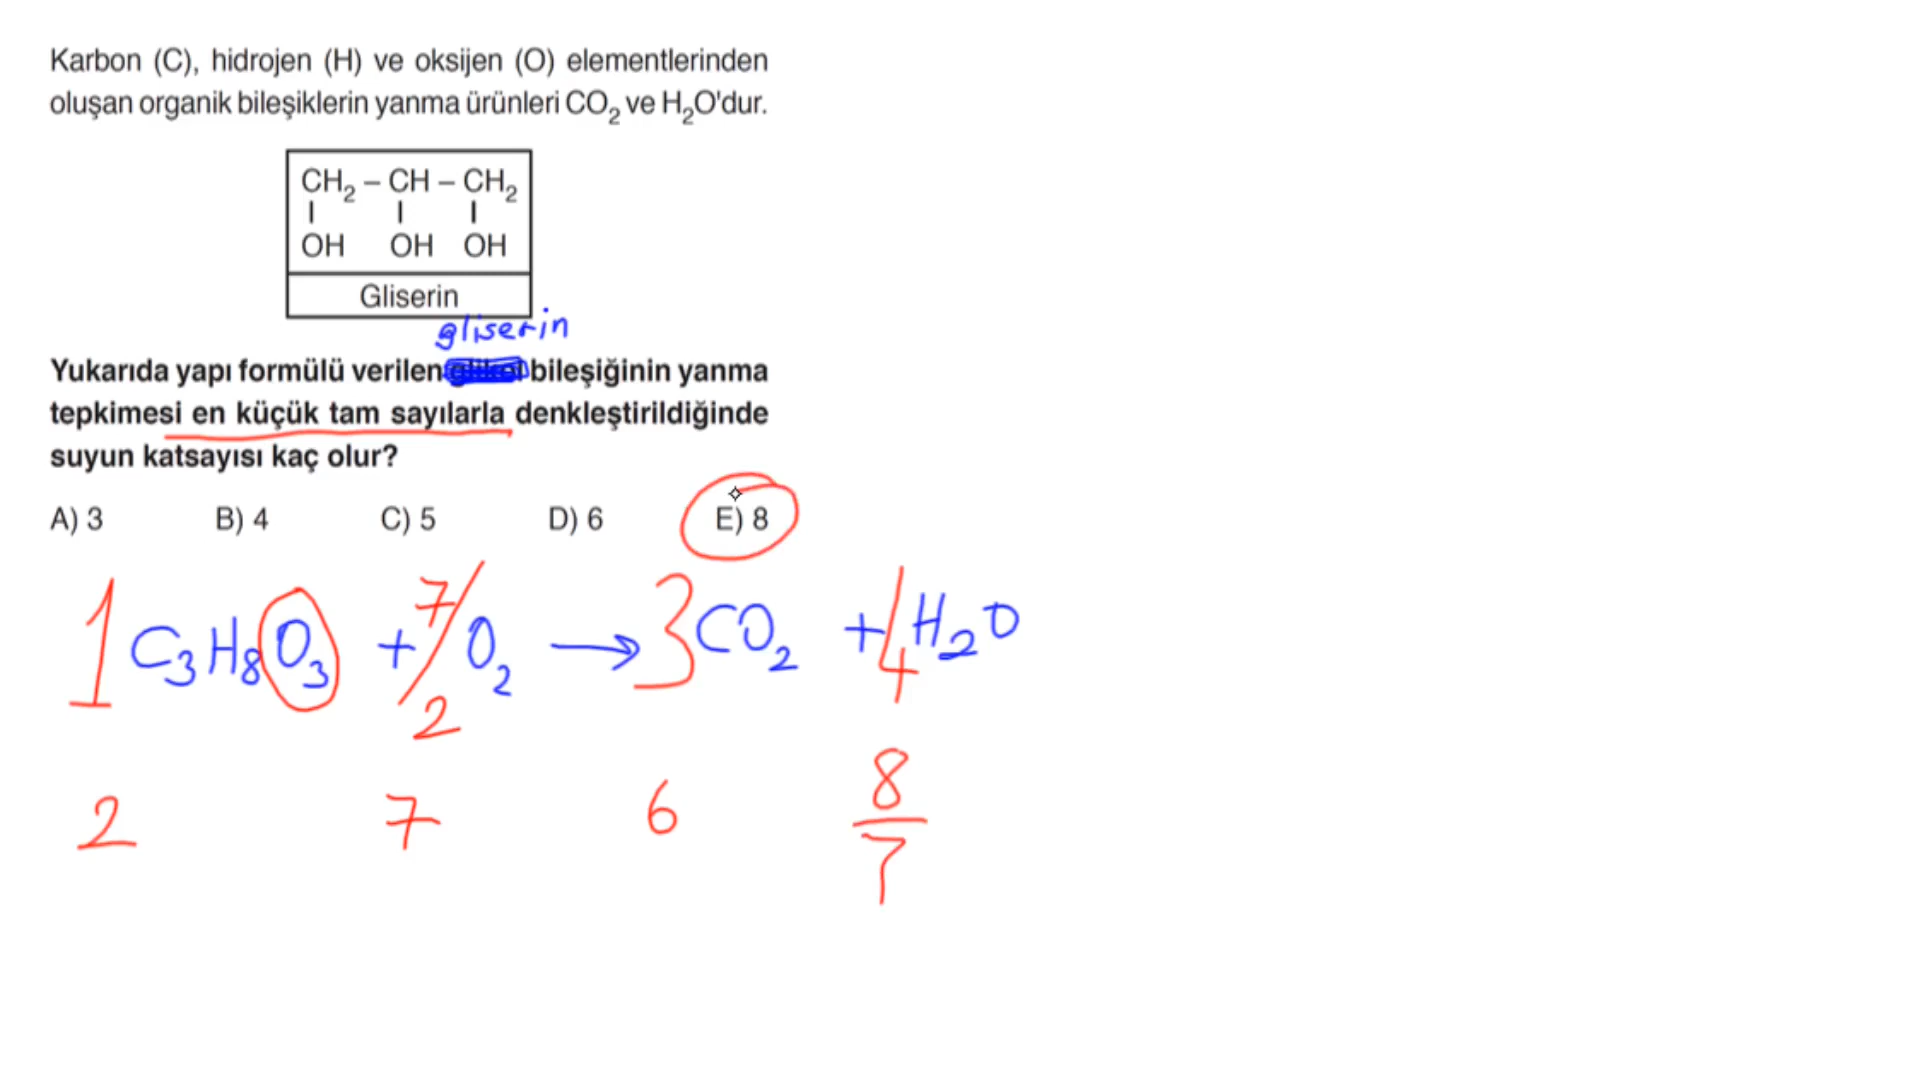 Karbon (C), hidrojen (H) ve oksijen (O) elementlerinden
oluşan organik bileşiklerin yanma ürünleri CO₂ ve H₂O'dur.
CH₂ – CH – CH₂
OH OH OH
Gliserin
gliserin
Yukarıda yapı formülü verilen bileşiğinin yanma
tepkimesi en küçük tam sayılarla denkleştirildiğinde
suyun katsayısı kaç olur?
A) 3 B) 4 C) 5 D) 6 E) 8
1 C₃H₈O₃ + 7/2 O₂ → 3 CO₂ + 4 H₂O
2 7 6 8